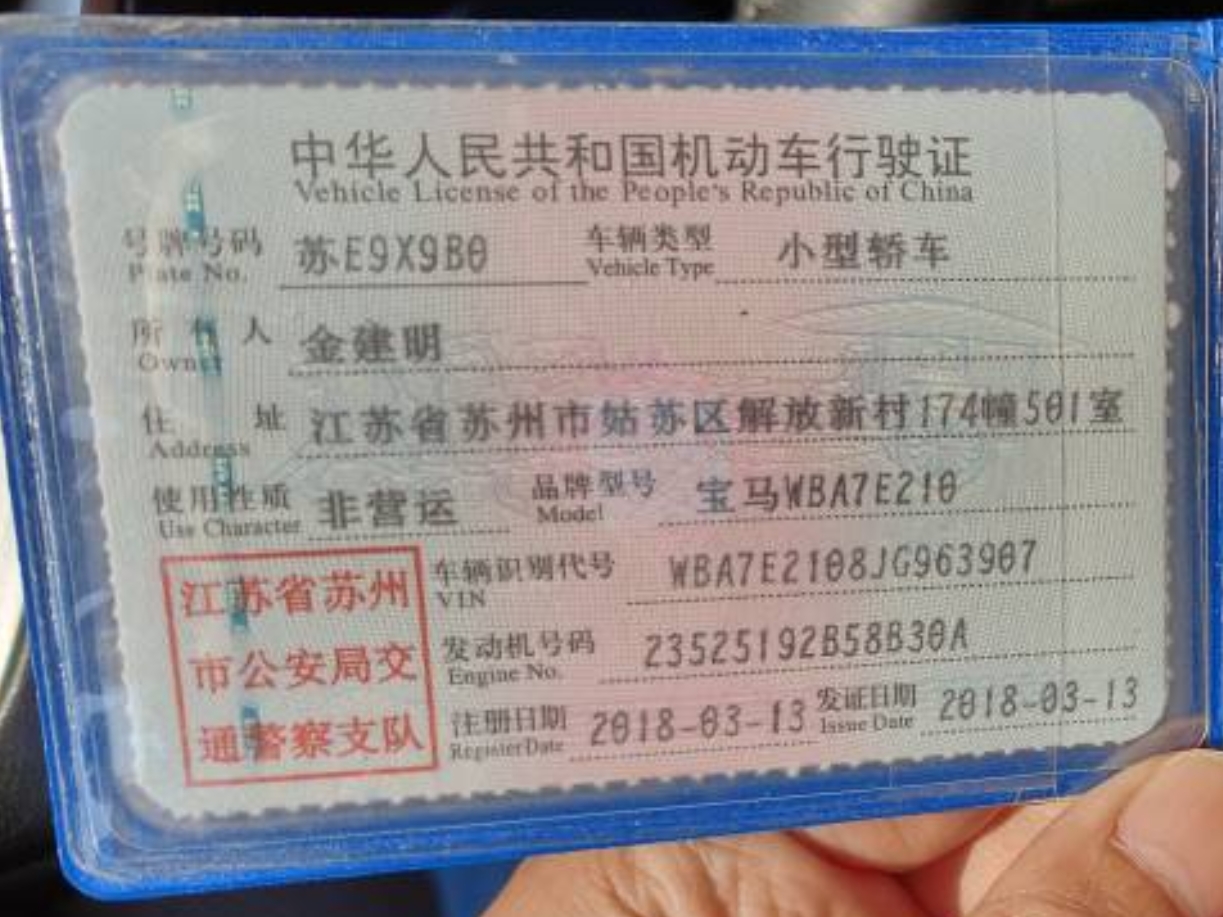 中华人民共和国机动车行驶证
Vehicle License of the People's Republic of China
号牌号码 苏E9X9B0 车辆类型 小型轿车
Plate No. Vehicle Type
所有人 金建明
Owner
住址 江苏省苏州市姑苏区解放新村174幢501室
Address
使用性质 非营运 品牌型号 宝马WBA7E210
Use Character Model
车辆识别代号 WBA7E2108JG963907
VIN
发动机号码 23525192B58B30A
Engine No.
注册日期 2018-03-13 发证日期 2018-03-13
Register Date Issue Date
江苏省苏州
市公安局交
通警察支队